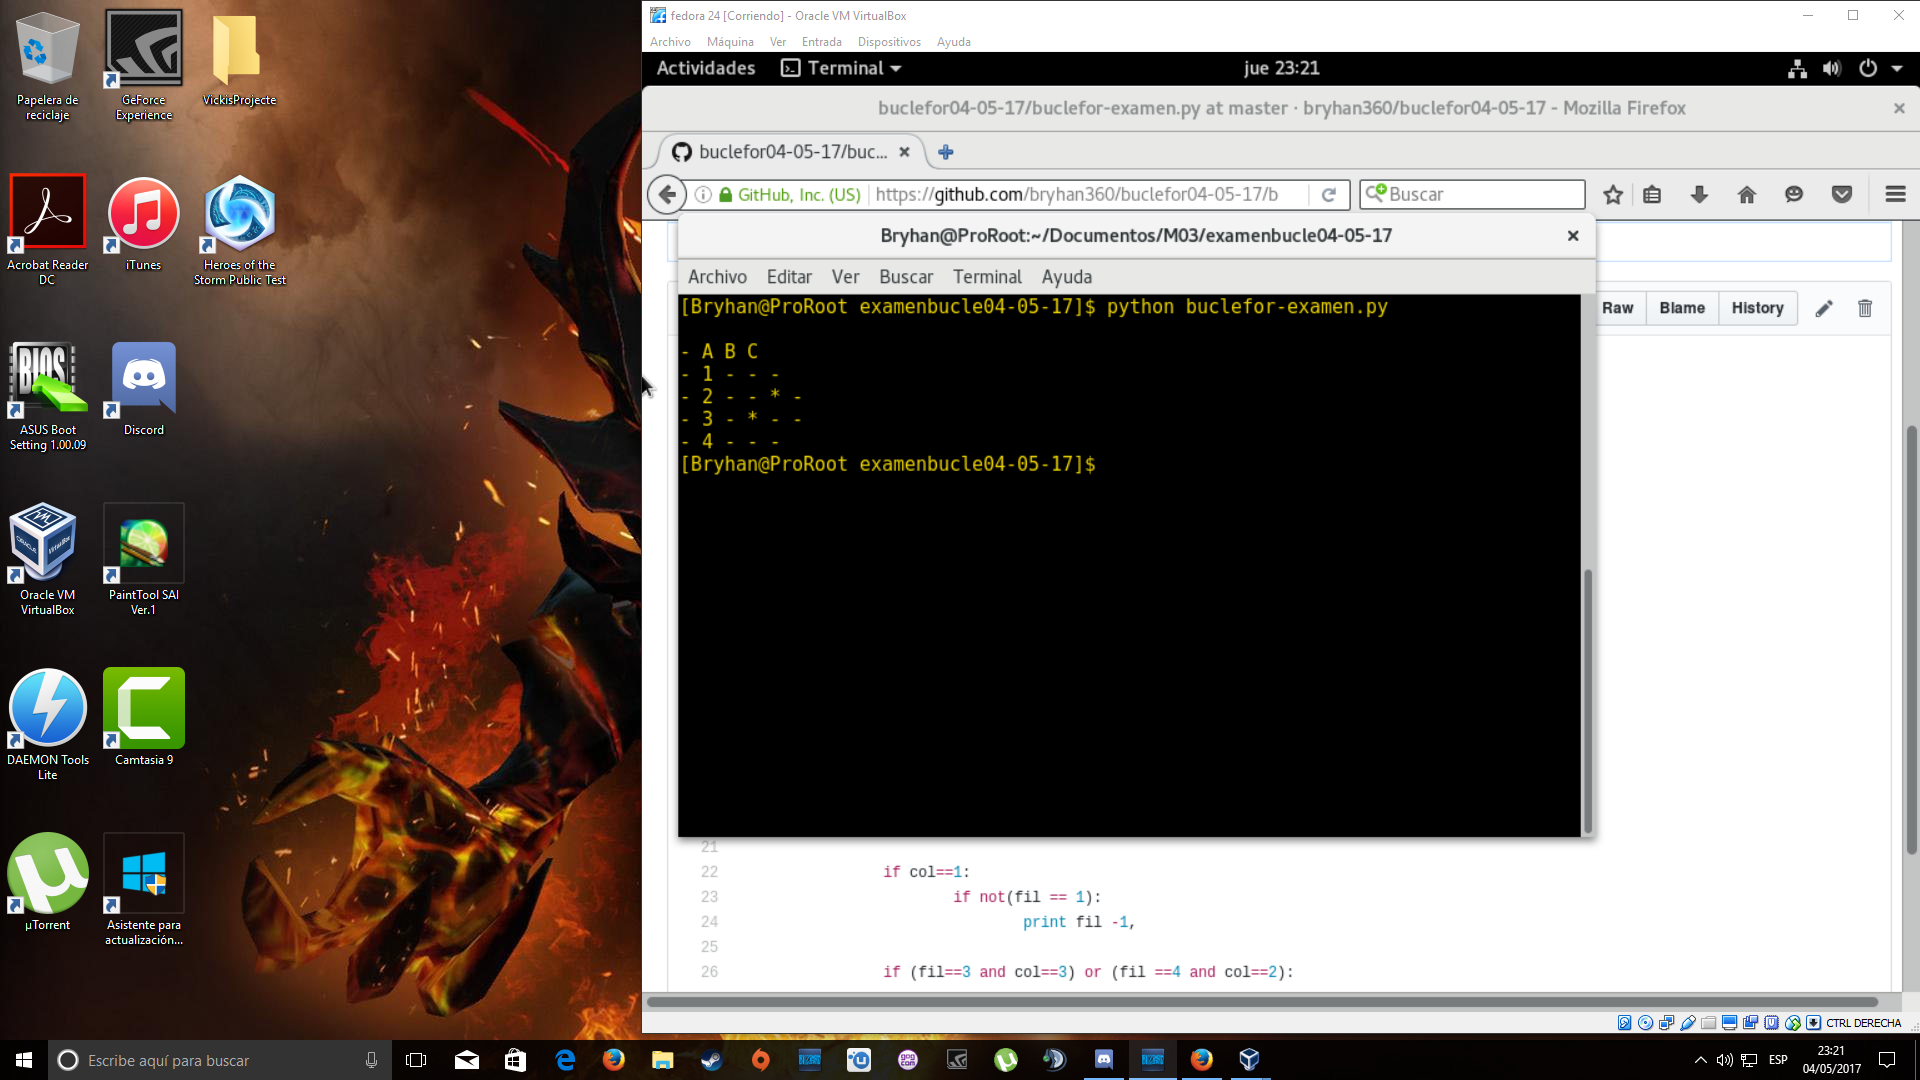 Papelera de
reciclaje
GeForce
Experience
VickisProjecte
Acrobat Reader
DC
iTunes
Heroes of the
Storm Public Test
BIOS
ASUS Boot
Setting 1.00.09
Discord
Oracle VM
VirtualBox
PaintTool SAI
Ver.1
DAEMON Tools
Lite
Camtasia 9
µTorrent
Asistente para
actualización...
fedora 24 [Corriendo] - Oracle VM VirtualBox
Archivo Máquina Ver Entrada Dispositivos Ayuda
Actividades Terminal jue 23:21
buclefor04-05-17/buclefor-examen.py at master · bryhan360/buclefor04-05-17 - Mozilla Firefox
buclefor04-05-17/buc...
GitHub, Inc. (US) https://github.com/bryhan360/buclefor04-05-17/b Buscar
Bryhan@ProRoot:~/Documentos/M03/examenbucle04-05-17
Archivo Editar Ver Buscar Terminal Ayuda
[Bryhan@ProRoot examenbucle04-05-17]$ python buclefor-examen.py
- A B C
- 1 - - -
- 2 - - * -
- 3 - * - -
- 4 - - -
[Bryhan@ProRoot examenbucle04-05-17]$
Raw Blame History
21
22 if col==1:
23 if not(fil == 1):
24 print fil -1,
25
26 if (fil==3 and col==3) or (fil ==4 and col==2):
CTRL DERECHA
Escribe aquí para buscar
ESP
23:21
04/05/2017